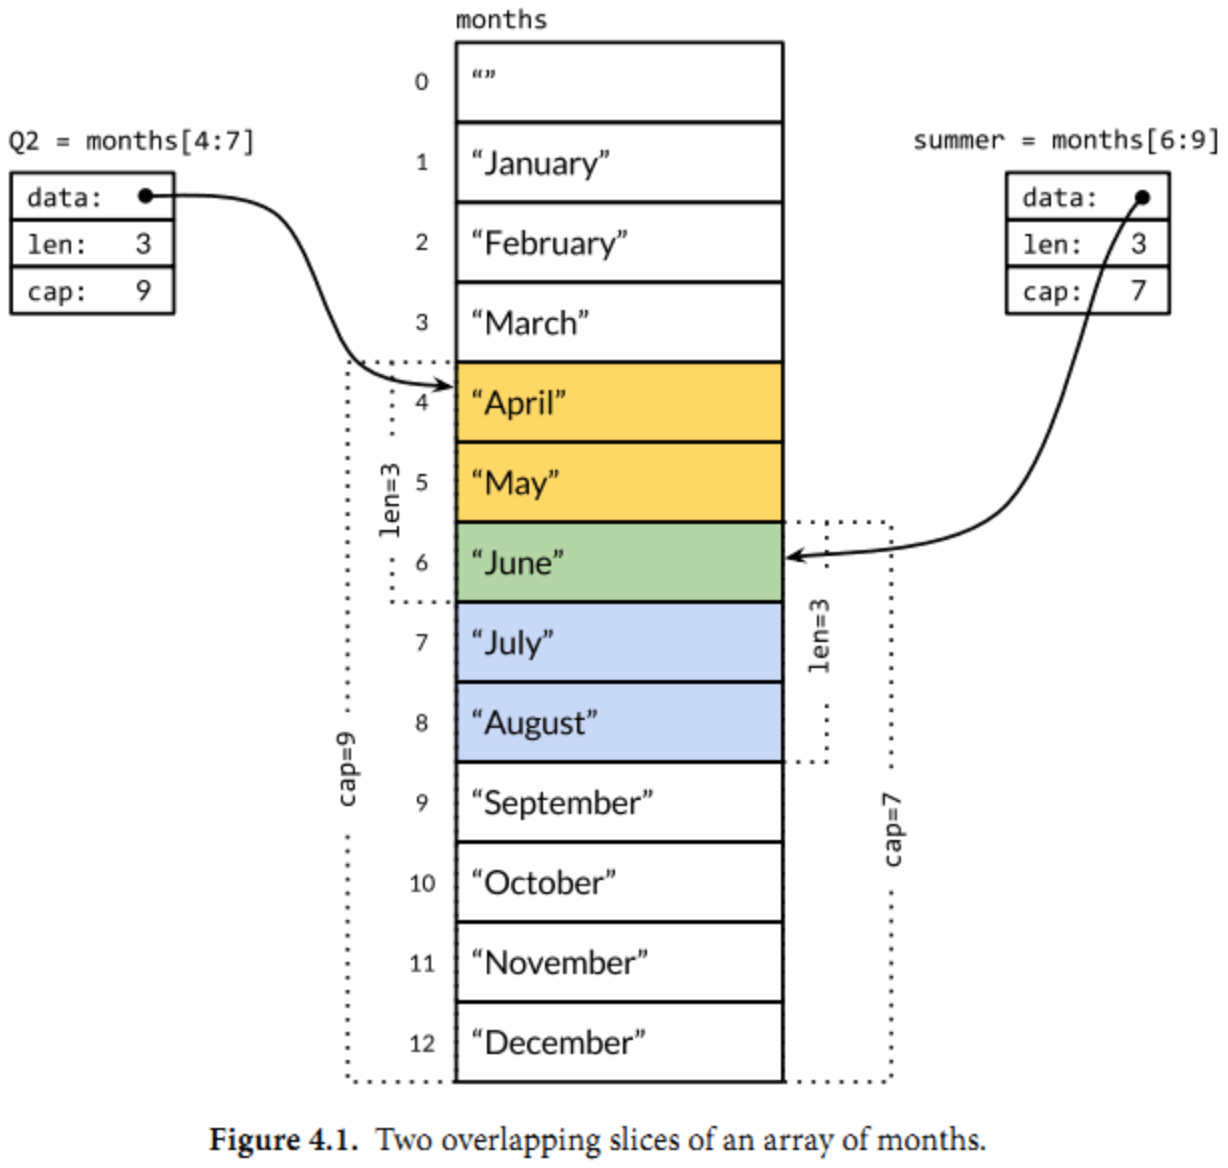 months
Q2 = months[4:7]
data:
len: 3
cap: 9
summer = months[6:9]
data:
len: 3
cap: 7
0 “”
1 “January”
2 “February”
3 “March”
4 “April”
5 “May”
6 “June”
7 “July”
8 “August”
9 “September”
10 “October”
11 “November”
12 “December”
len=3
cap=9
len=3
cap=7
Figure 4.1. Two overlapping slices of an array of months.